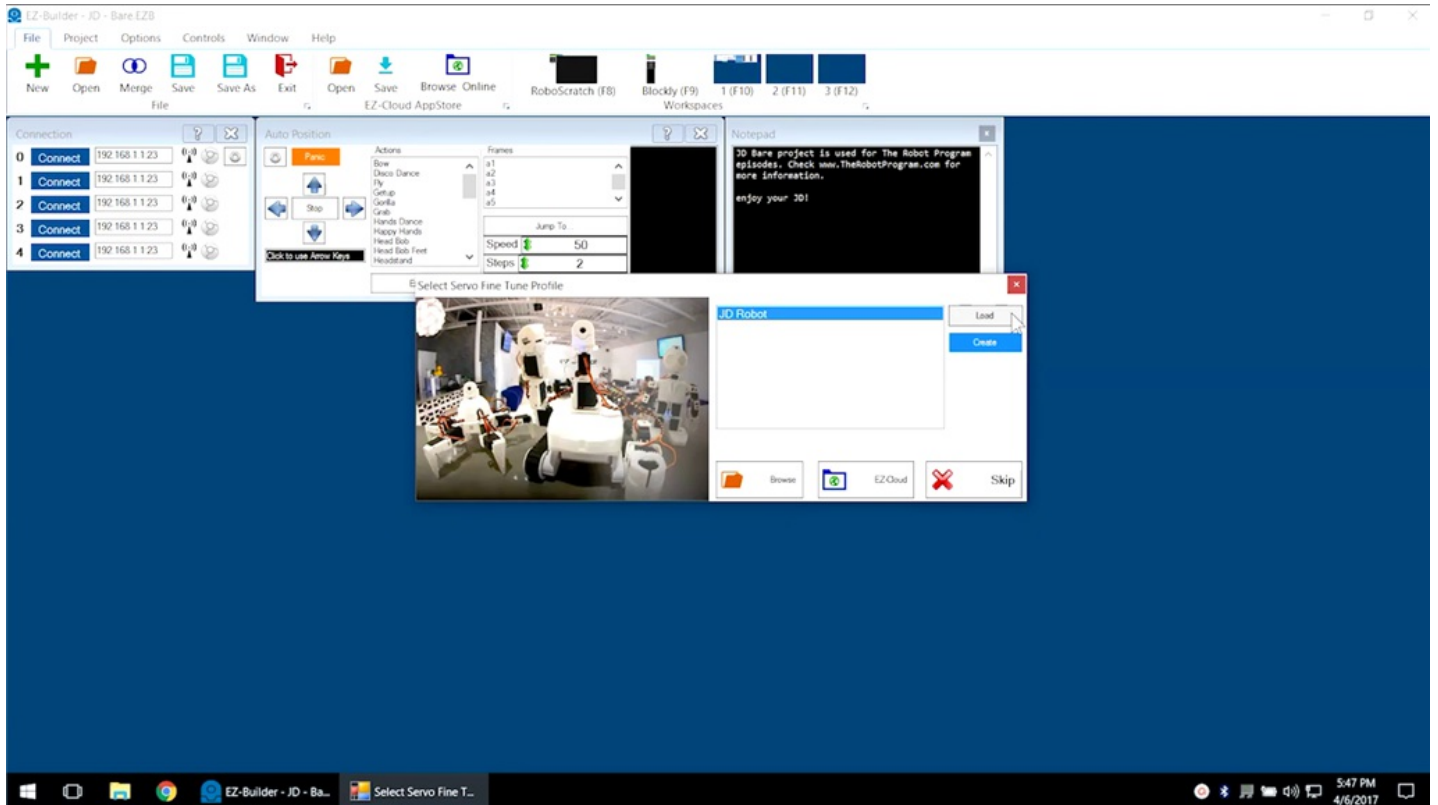 EZ-Builder - JD - Bare.EZB
File Project Options Controls Window Help
New Open Merge Save Save As Exit Open Save Browse Online RoboScratch (F8) Blockly (F9) 1 (F10) 2 (F11) 3 (F12)
File EZ-Cloud AppStore Workspaces
Connection
0 Connect 192.168.1.1:23
1 Connect 192.168.1.1:23
2 Connect 192.168.1.1:23
3 Connect 192.168.1.1:23
4 Connect 192.168.1.1:23
Auto Position
Panic
Stop
Click to use Arrow Keys
Actions
Bow
Disco Dance
Fly
Getup
Gorilla
Grab
Hands Dance
Happy Hands
Head Bob
Head Bob Feet
Headstand
Frames
a1
a2
a3
a4
a5
Jump To...
Speed 50
Steps 2
Notepad
JD Bare project is used for The Robot Program
episodes. Check www.TheRobotProgram.com for
more information.
enjoy your JD!
Select Servo Fine Tune Profile
JD Robot
Load
Create
Browse EZ-Cloud Skip
EZ-Builder - JD - Ba... Select Servo Fine T...
5:47 PM
4/6/2017